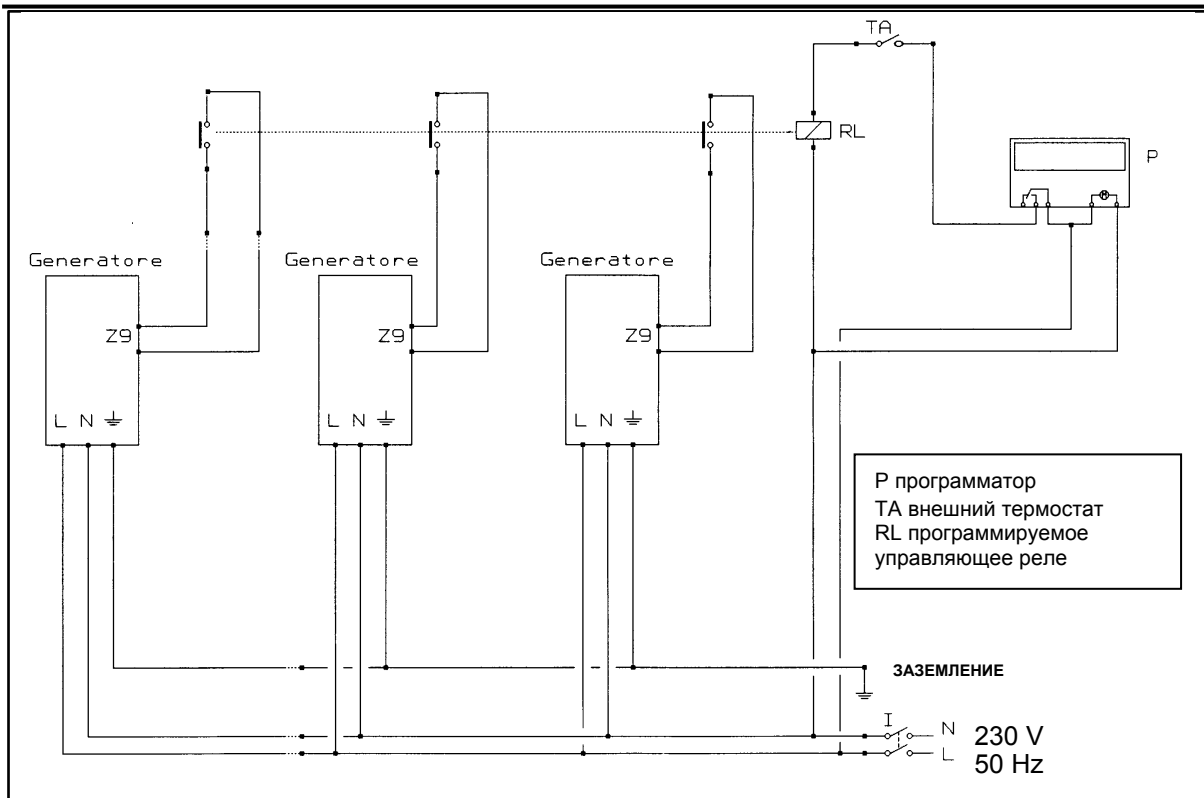 TA
RL
P
Generatore
Generatore
Generatore
Z9
Z9
Z9
L N
L N
L N
P программатор
TA внешний термостат
RL программируемое
управляющее реле
ЗАЗЕМЛЕНИЕ
I
N
L
230 V
50 Hz